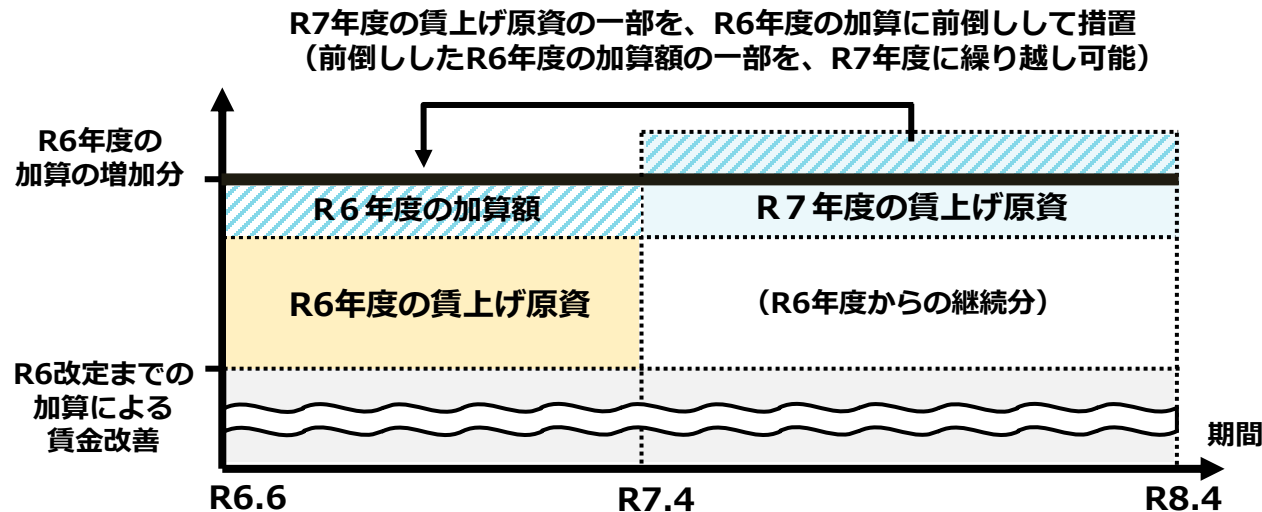 R7年度の賃上げ原資の一部を、R6年度の加算に前倒しして措置
（前倒ししたR6年度の加算額の一部を、R7年度に繰り越し可能）
R6年度の
加算の増加分
R６年度の加算額
R７年度の賃上げ原資
R6年度の賃上げ原資
（R6年度からの継続分）
R6改定までの
加算による
賃金改善
期間
R6.6
R7.4
R8.4